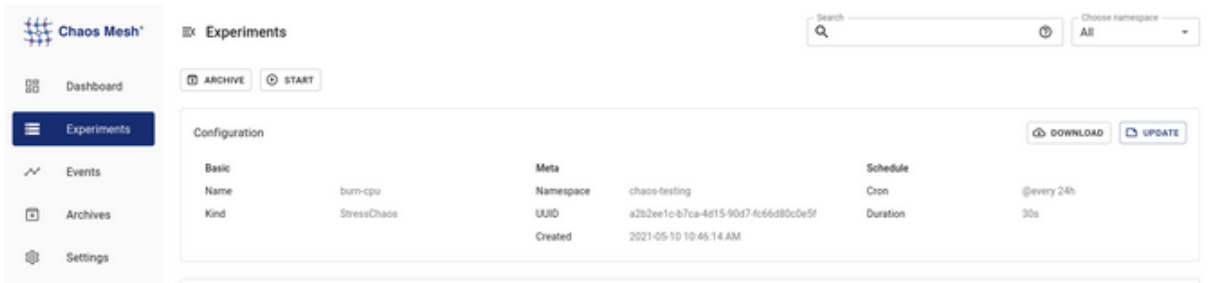 Chaos Mesh®
Experiments
Search
Choose namespace
All
Dashboard
Experiments
Events
Archives
Settings
ARCHIVE
START
Configuration
DOWNLOAD
UPDATE
Basic
Meta
Schedule
Name burn-cpu
Namespace chaos-testing
Cron @every 24h
Kind StressChaos
UUID a2b2ee1c-b7ca-4d15-90d7-fc66d80c0e5f
Duration 30s
Created 2021-05-10 10:46:14 AM